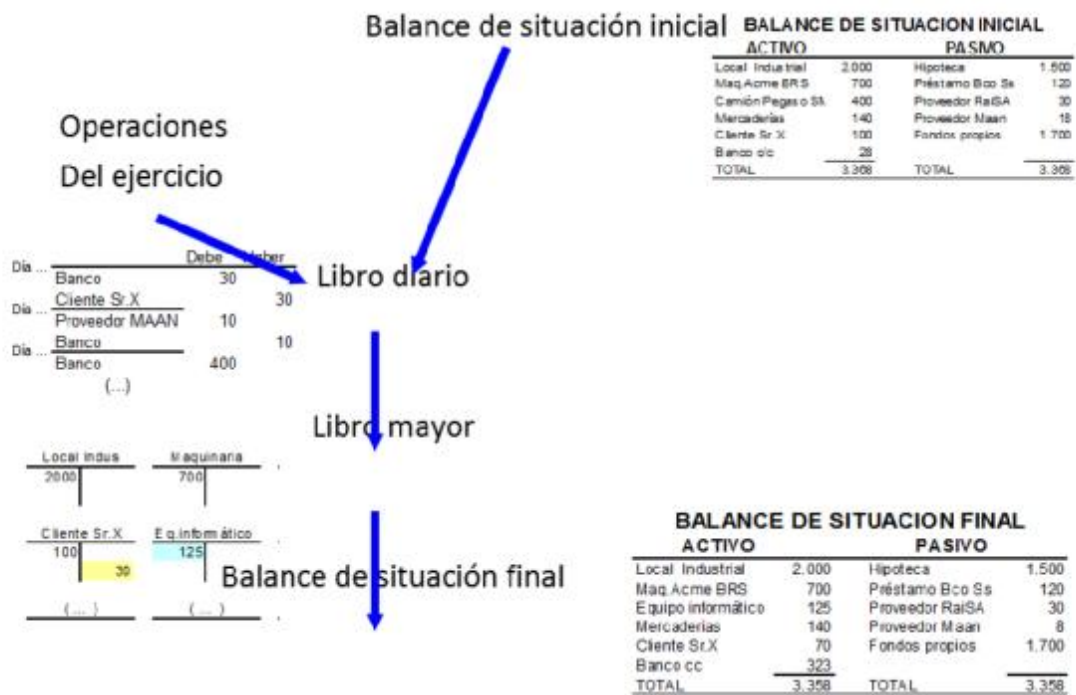 Balance de situación inicial
BALANCE DE SITUACION INICIAL
ACTIVO PASIVO
Local Industrial 2.000 Hipoteca 1.500
Maq.Acme BRS 700 Préstamo Bco Ss 120
Camión Pegaso SM. 400 Proveedor RaiSA 30
Mercaderías 140 Proveedor Maan 18
Cliente Sr.X 100 Fondos propios 1.700
Banco c/c 28
TOTAL 3.368 TOTAL 3.368
Operaciones
Del ejercicio
Debe Haber
Día ...
Banco 30
Cliente Sr.X 30
Día ...
Proveedor MAAN 10
Banco 10
Día ...
Banco 400
(...)
Libro diario
Libro mayor
Local Indus Maquinaria
2000 700
Cliente Sr.X Eq.informático
100 125
30
(...) (...)
Balance de situación final
BALANCE DE SITUACION FINAL
ACTIVO PASIVO
Local Industrial 2.000 Hipoteca 1.500
Maq.Acme BRS 700 Préstamo Bco Ss 120
Equipo informático 125 Proveedor RaiSA 30
Mercaderías 140 Proveedor Maan 8
Cliente Sr.X 70 Fondos propios 1.700
Banco cc 323
TOTAL 3.358 TOTAL 3.358